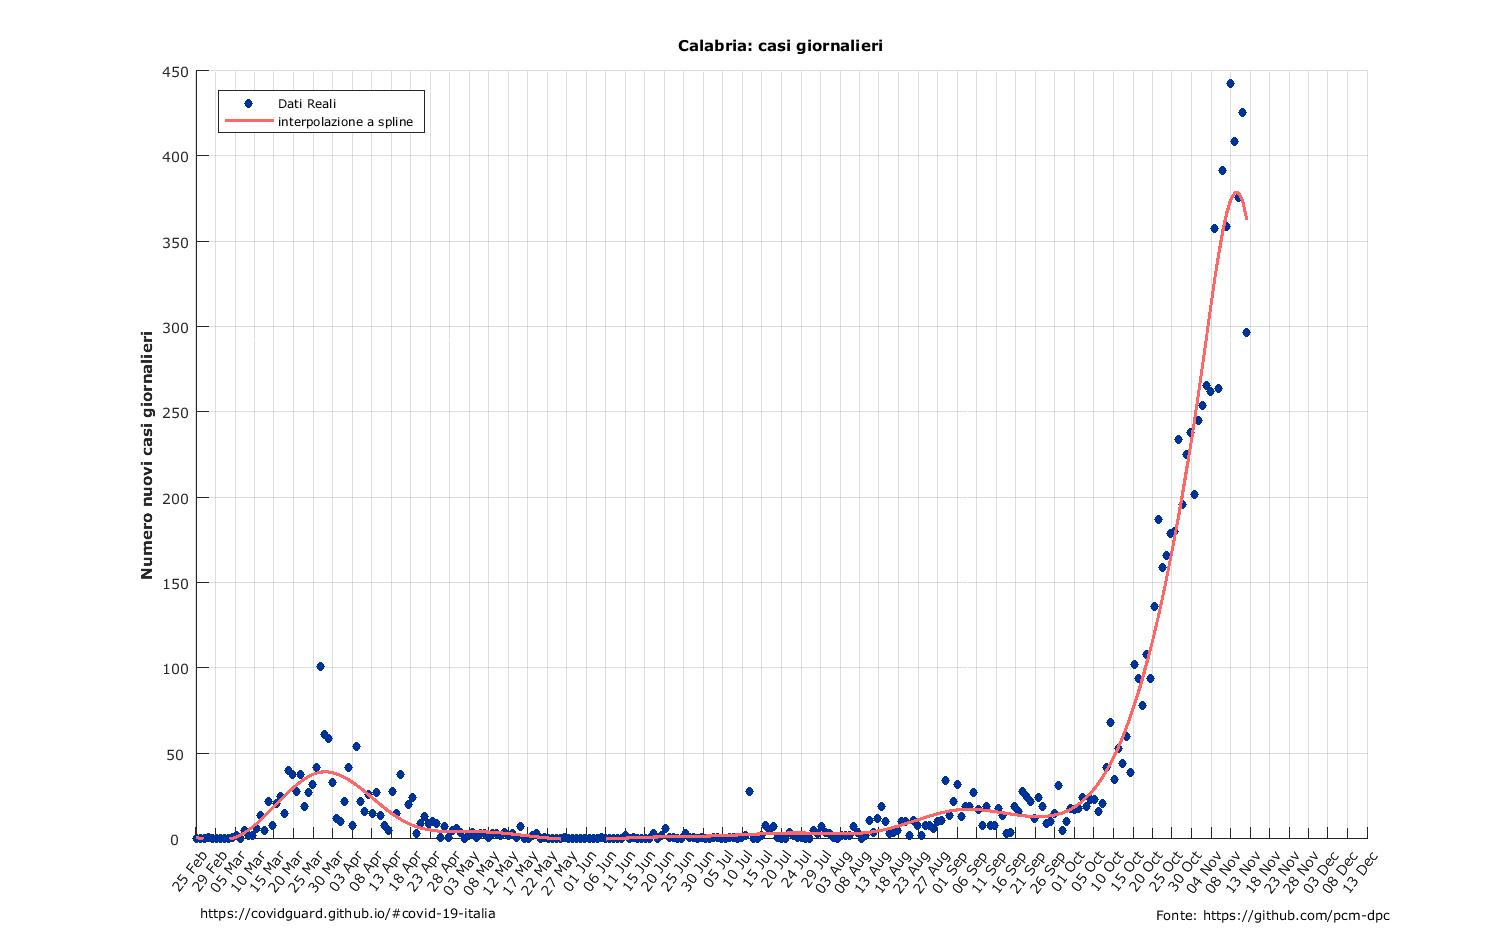 Calabria: casi giornalieri
Dati Reali
interpolazione a spline
Numero nuovi casi giornalieri
450
400
350
300
250
200
150
100
50
0
25 Feb
29 Feb
05 Mar
10 Mar
15 Mar
20 Mar
25 Mar
30 Mar
03 Apr
08 Apr
13 Apr
18 Apr
23 Apr
28 Apr
03 May
08 May
12 May
17 May
22 May
27 May
01 Jun
06 Jun
11 Jun
15 Jun
20 Jun
25 Jun
30 Jun
05 Jul
10 Jul
15 Jul
20 Jul
24 Jul
29 Jul
03 Aug
08 Aug
13 Aug
18 Aug
23 Aug
27 Aug
01 Sep
06 Sep
11 Sep
16 Sep
21 Sep
26 Sep
01 Oct
05 Oct
10 Oct
15 Oct
20 Oct
25 Oct
30 Oct
04 Nov
08 Nov
13 Nov
18 Nov
23 Nov
28 Nov
03 Dec
08 Dec
13 Dec
https://covidguard.github.io/#covid-19-italia
Fonte: https://github.com/pcm-dpc